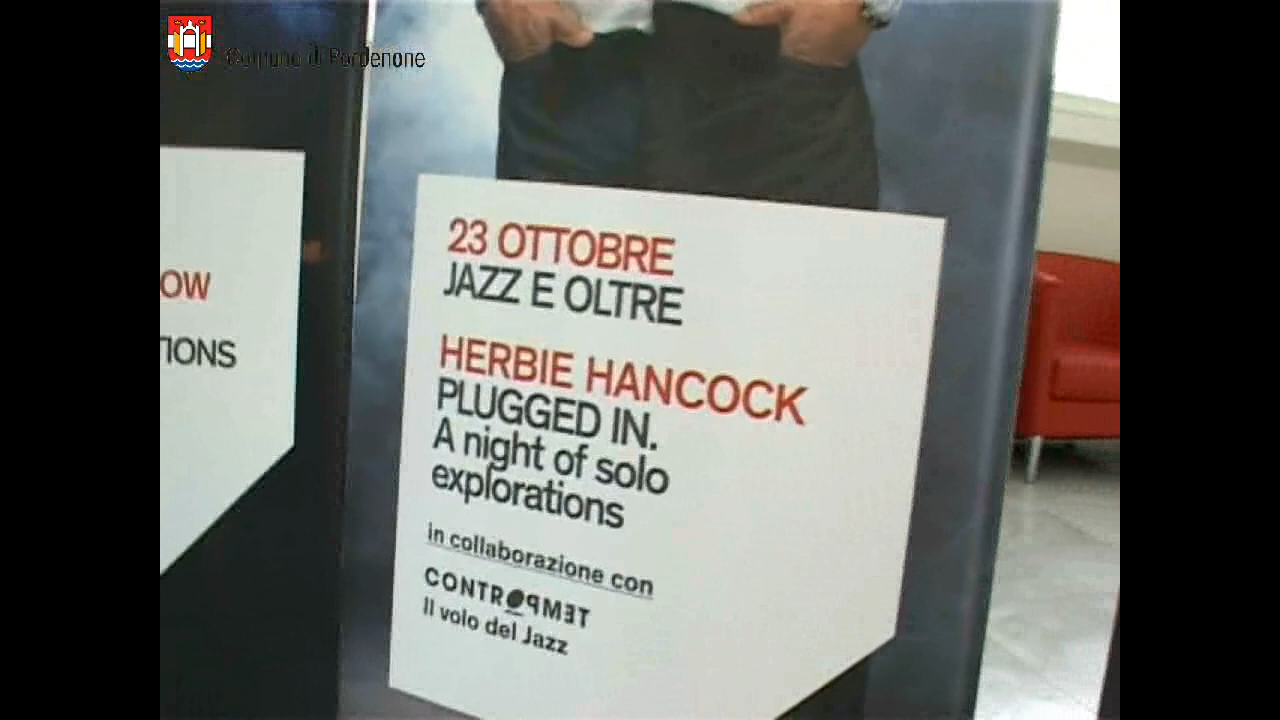 Comune di Pordenone
OW
TIONS
23 OTTOBRE
JAZZ E OLTRE
HERBIE HANCOCK
PLUGGED IN.
A night of solo
explorations
in collaborazione con
CONTROTEMPO
Il volo del Jazz